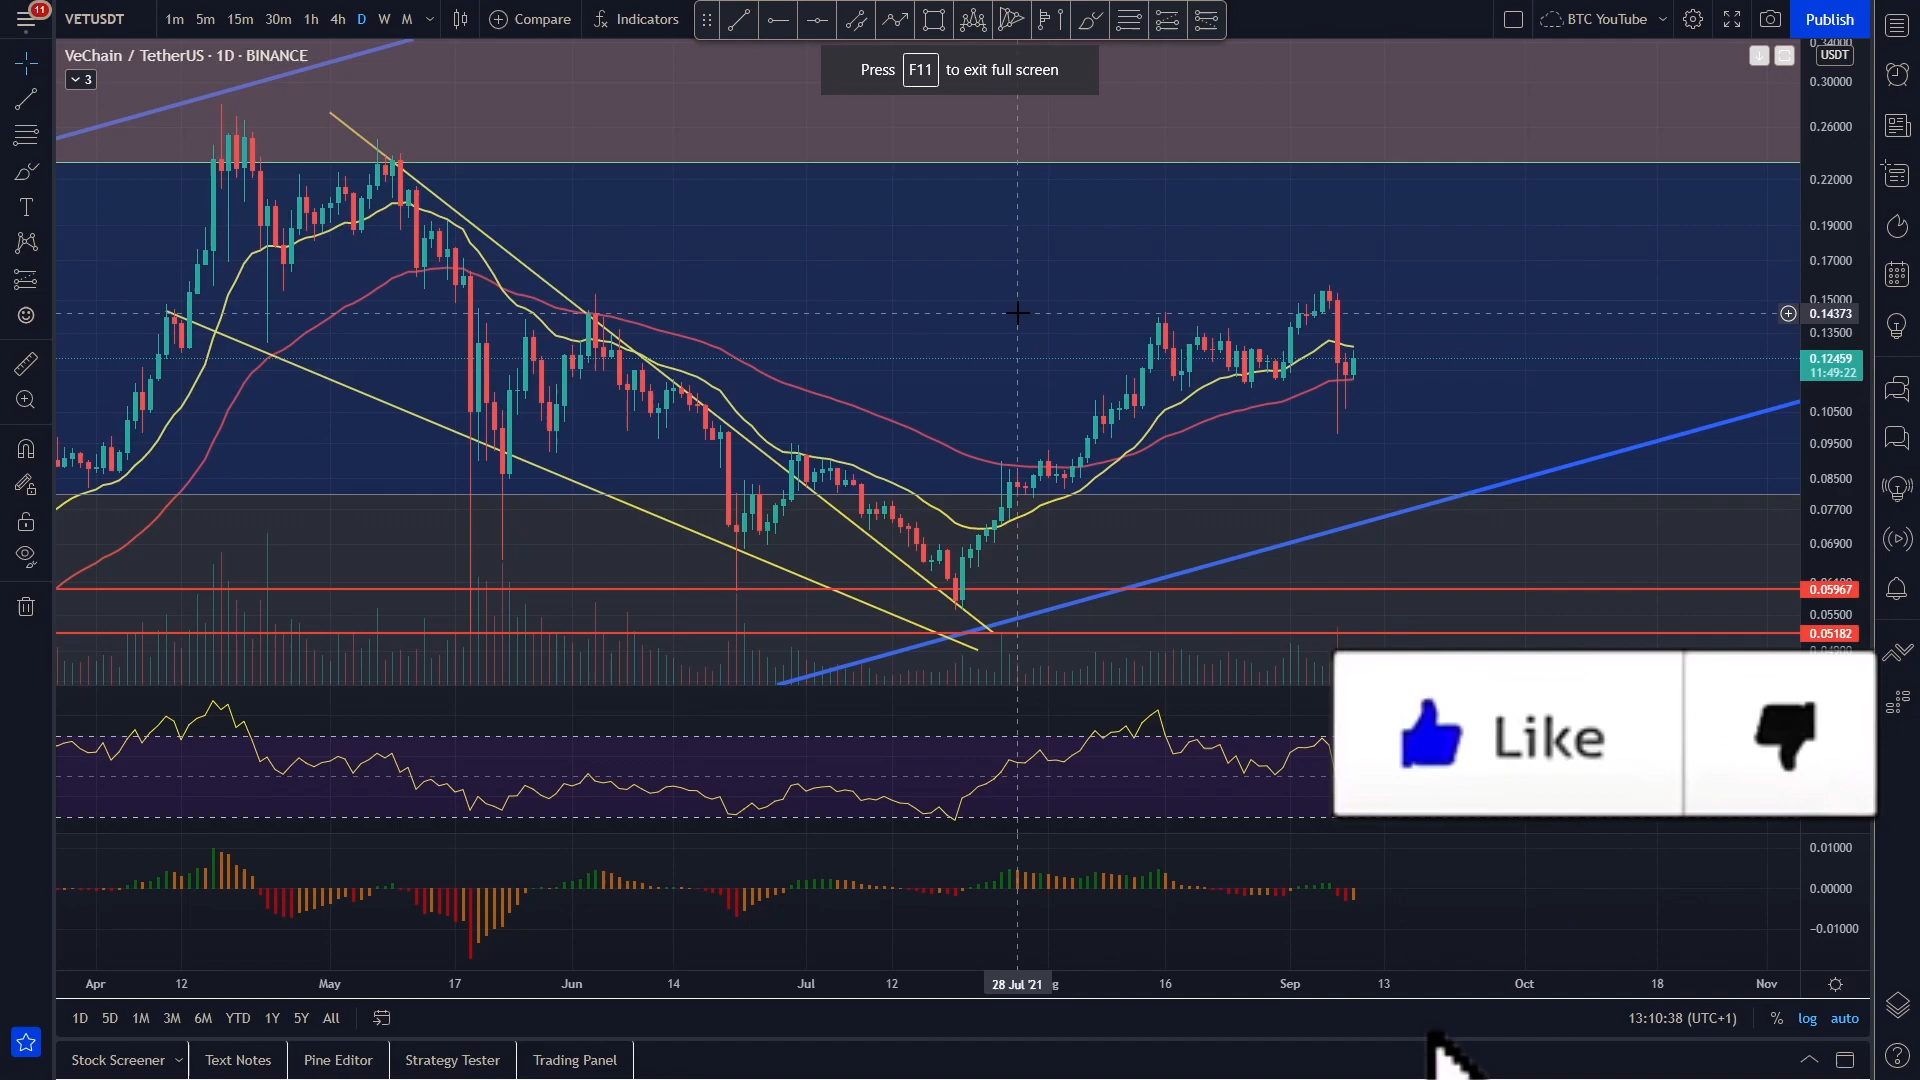 11
VETUSDT
1m 5m 15m 30m 1h 4h D W M
Compare
Indicators
BTC YouTube
Publish
VeChain / TetherUS · 1D · BINANCE
3
Press F11 to exit full screen
USDT
0.30000
0.26000
0.22000
0.19000
0.17000
0.15000
0.14373
0.13500
0.12459
11:49:22
0.10500
0.09500
0.08500
0.07700
0.06900
0.05967
0.05500
0.05182
Like
0.01000
0.00000
-0.01000
Apr 12 May 17 Jun 14 Jul 12 28 Jul '21 16 Sep 13 Oct 18 Nov
1D 5D 1M 3M 6M YTD 1Y 5Y All
13:10:38 (UTC+1) % log auto
Stock Screener Text Notes Pine Editor Strategy Tester Trading Panel